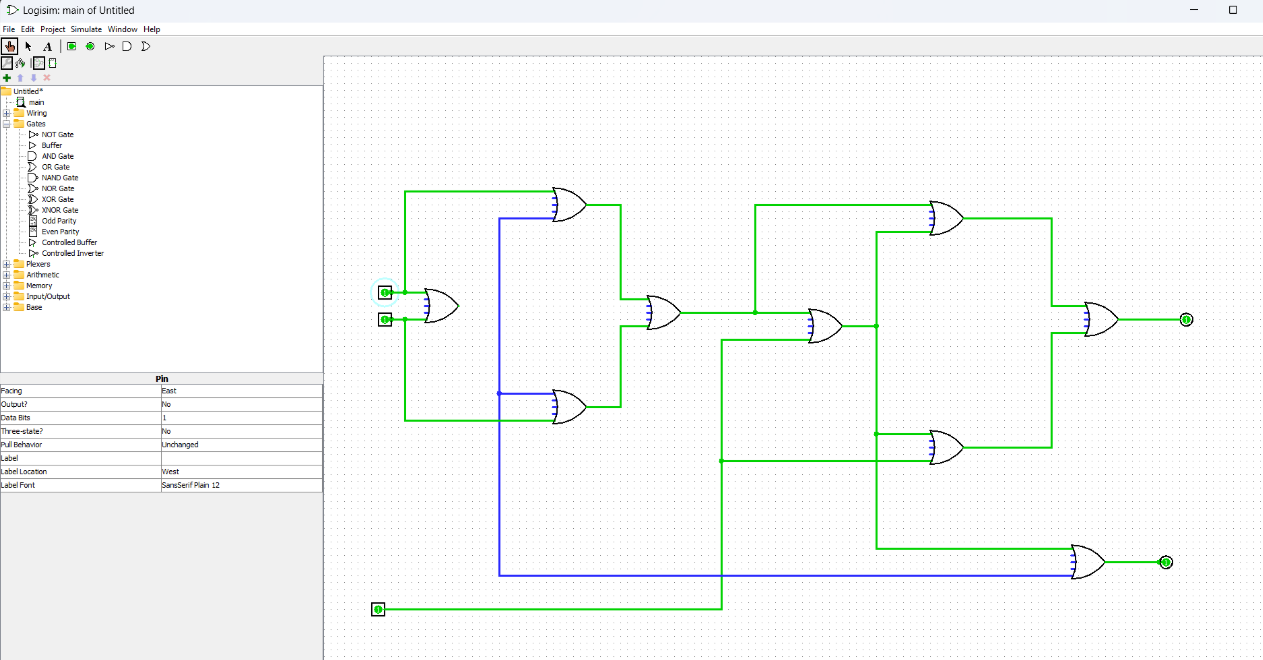 Logisim: main of Untitled
File Edit Project Simulate Window Help
A
Untitled*
main
Wiring
Gates
NOT Gate
Buffer
AND Gate
OR Gate
NAND Gate
NOR Gate
XOR Gate
XNOR Gate
Odd Parity
Even Parity
Controlled Buffer
Controlled Inverter
Plexers
Arithmetic
Memory
Input/Output
Base
Pin
Facing East
Output? No
Data Bits 1
Three-state? No
Pull Behavior Unchanged
Label
Label Location West
Label Font SansSerif Plain 12
1
1
1
1
1